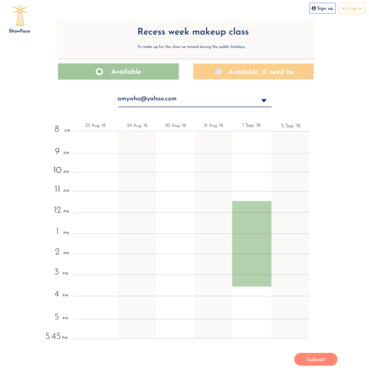 Sign up
Log in
ShowFase
Recess week makeup class
To make up for the class we missed during the public holidays
Available
Available, if need be
amywho@yahoo.com
23 Aug '18 24 Aug '18 30 Aug '18 31 Aug '18 1 Sep '18 5 Sep '18
8 AM
9 AM
10 AM
11 AM
12 PM
1 PM
2 PM
3 PM
4 PM
5 PM
5.45 PM
Submit